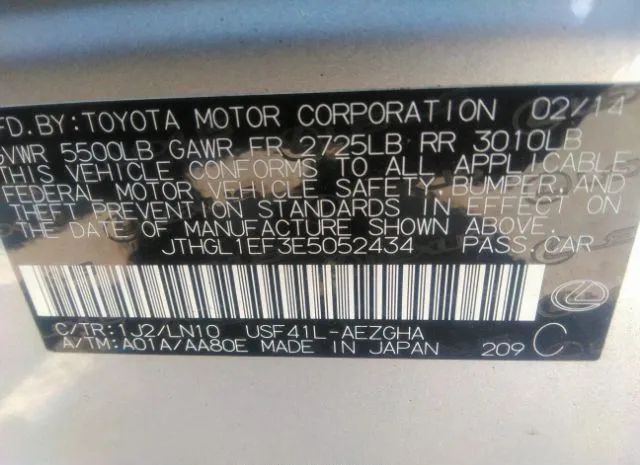 FD. BY: TOYOTA MOTOR CORPORATION 02/14
GVWR 5500LB GAWR FR 2725LB RR 3010LB
THIS VEHICLE CONFORMS TO ALL APPLICABLE
FEDERAL MOTOR VEHICLE SAFETY, BUMPER, AND
THEFT PREVENTION STANDARDS IN EFFECT ON
THE DATE OF MANUFACTURE SHOWN ABOVE.
JTHGL1EF3E5052434 PASS. CAR
C/TR: 1J2/LN10 USF41L-AEZGHA
A/TM: A01A/AA80E MADE IN JAPAN 209 C